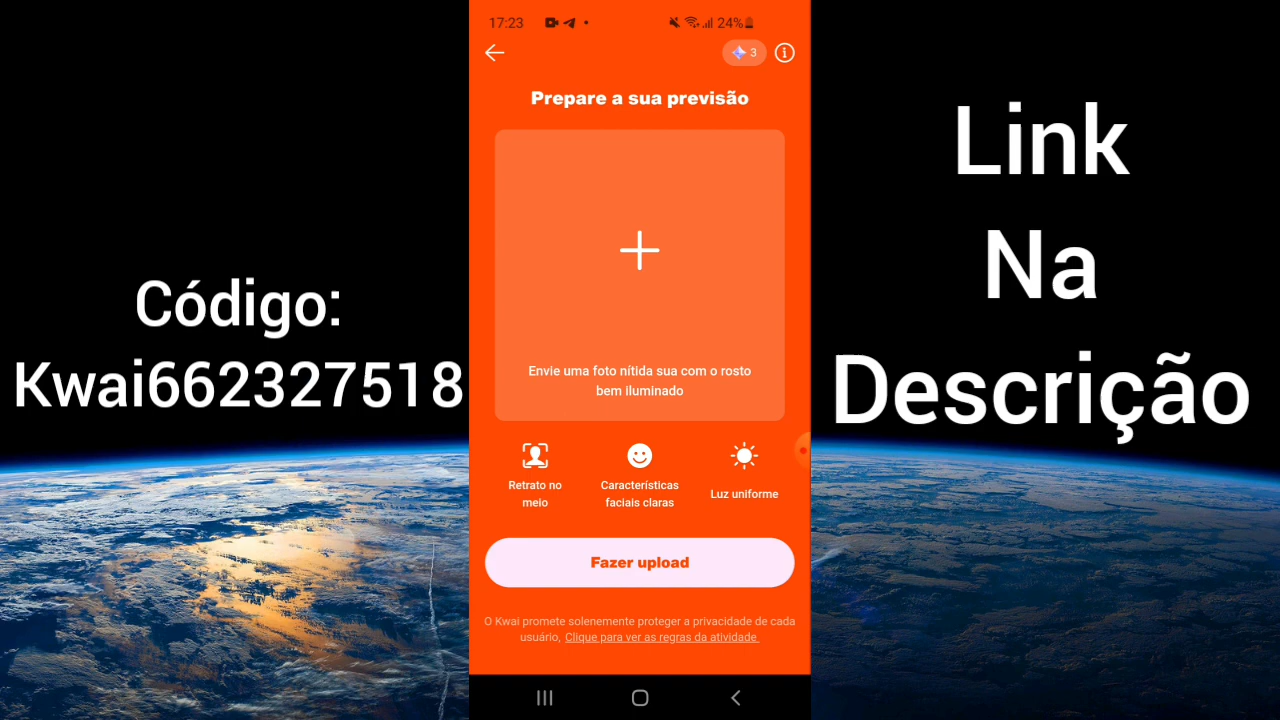 17:23
24%
3
Prepare a sua previsão
Envie uma foto nítida sua com o rosto
bem iluminado
Retrato no
meio
Características
faciais claras
Luz uniforme
Fazer upload
O Kwai promete solenemente proteger a privacidade de cada
usuário, Clique para ver as regras da atividade
Código:
Kwai662327518
Link
Na
Descrição